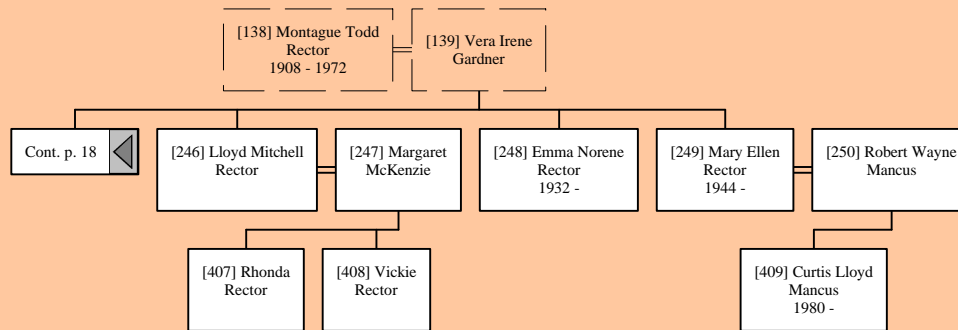 [138] Montague Todd
Rector
1908 - 1972
[139] Vera Irene
Gardner
Cont. p. 18
[246] Lloyd Mitchell
Rector
[247] Margaret
McKenzie
[248] Emma Norene
Rector
1932 -
[249] Mary Ellen
Rector
1944 -
[250] Robert Wayne
Mancus
[407] Rhonda
Rector
[408] Vickie
Rector
[409] Curtis Lloyd
Mancus
1980 -